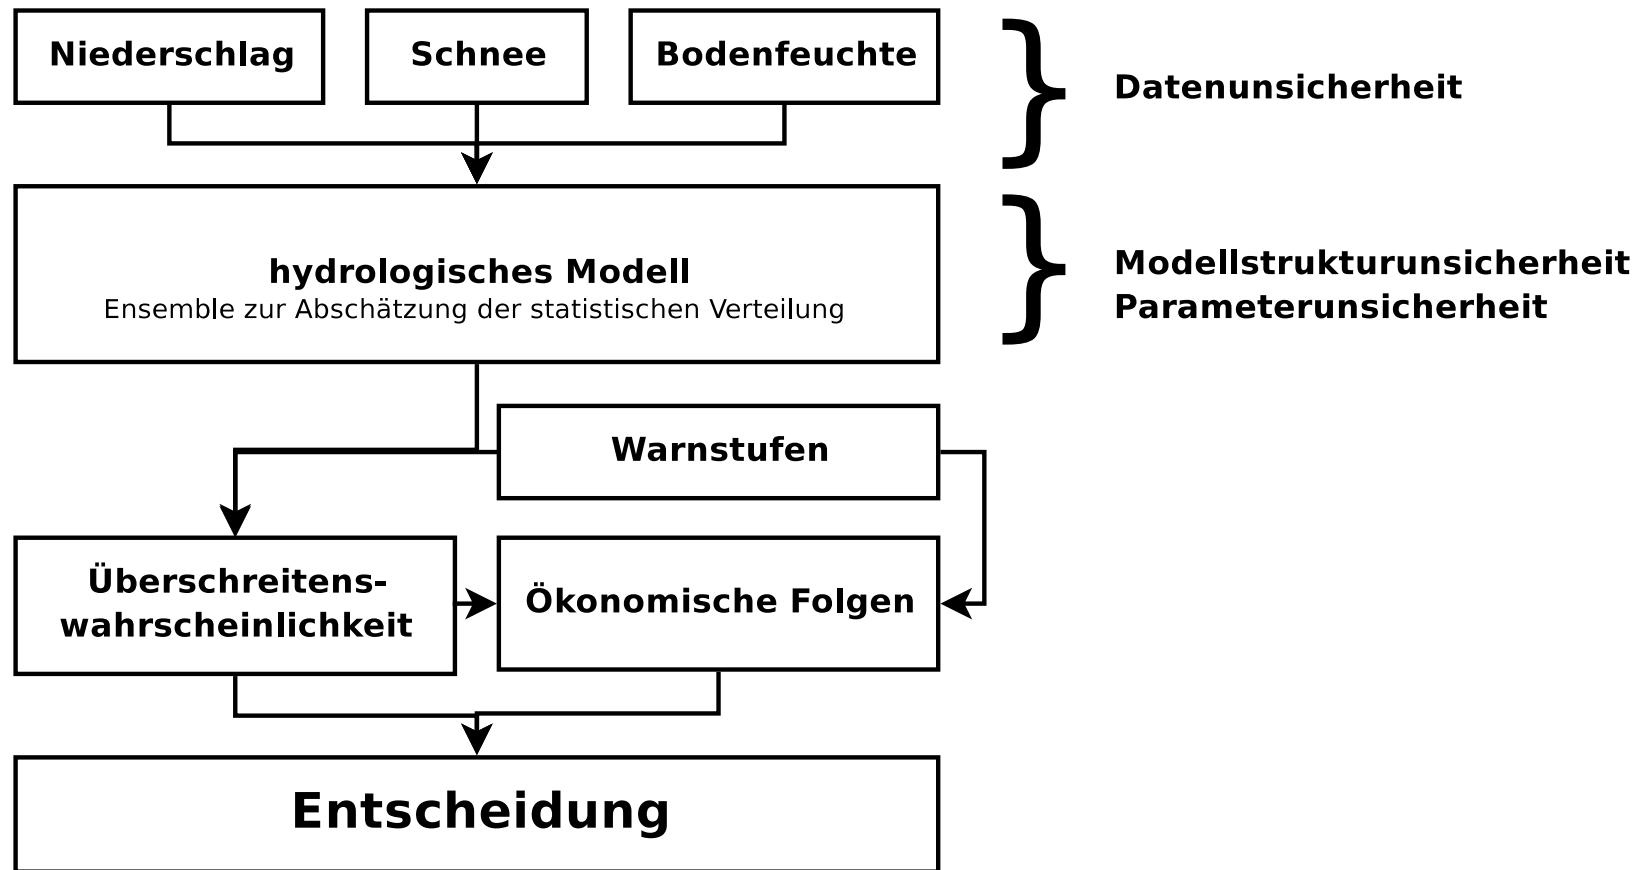 Niederschlag
Schnee
Bodenfeuchte
Datenunsicherheit
hydrologisches Modell
Ensemble zur Abschätzung der statistischen Verteilung
Modellstrukturunsicherheit
Parameterunsicherheit
Warnstufen
Überschreitens-
wahrscheinlichkeit
Ökonomische Folgen
Entscheidung